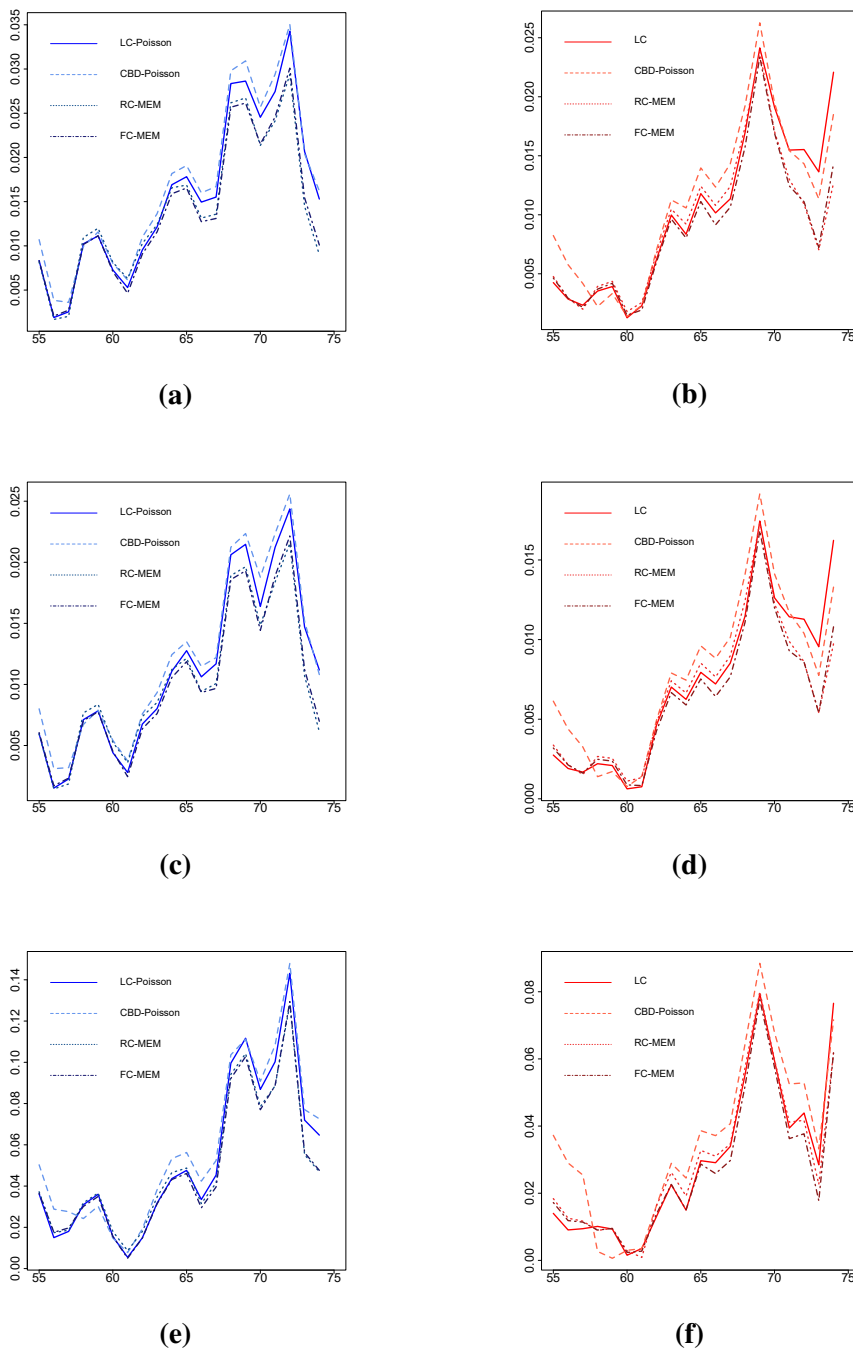 0.005 0.010 0.015 0.020 0.025 0.030 0.035
LC-Poisson
CBD-Poisson
RC-MEM
FC-MEM
55 60 65 70 75
(a)
0.005 0.010 0.015 0.020 0.025
LC
CBD-Poisson
RC-MEM
FC-MEM
55 60 65 70 75
(b)
0.005 0.010 0.015 0.020 0.025
LC-Poisson
CBD-Poisson
RC-MEM
FC-MEM
55 60 65 70 75
(c)
0.000 0.005 0.010 0.015
LC
CBD-Poisson
RC-MEM
FC-MEM
55 60 65 70 75
(d)
0.00 0.02 0.04 0.06 0.08 0.10 0.14
LC-Poisson
CBD-Poisson
RC-MEM
FC-MEM
55 60 65 70 75
(e)
0.00 0.02 0.04 0.06 0.08
LC
CBD-Poisson
RC-MEM
FC-MEM
55 60 65 70 75
(f)